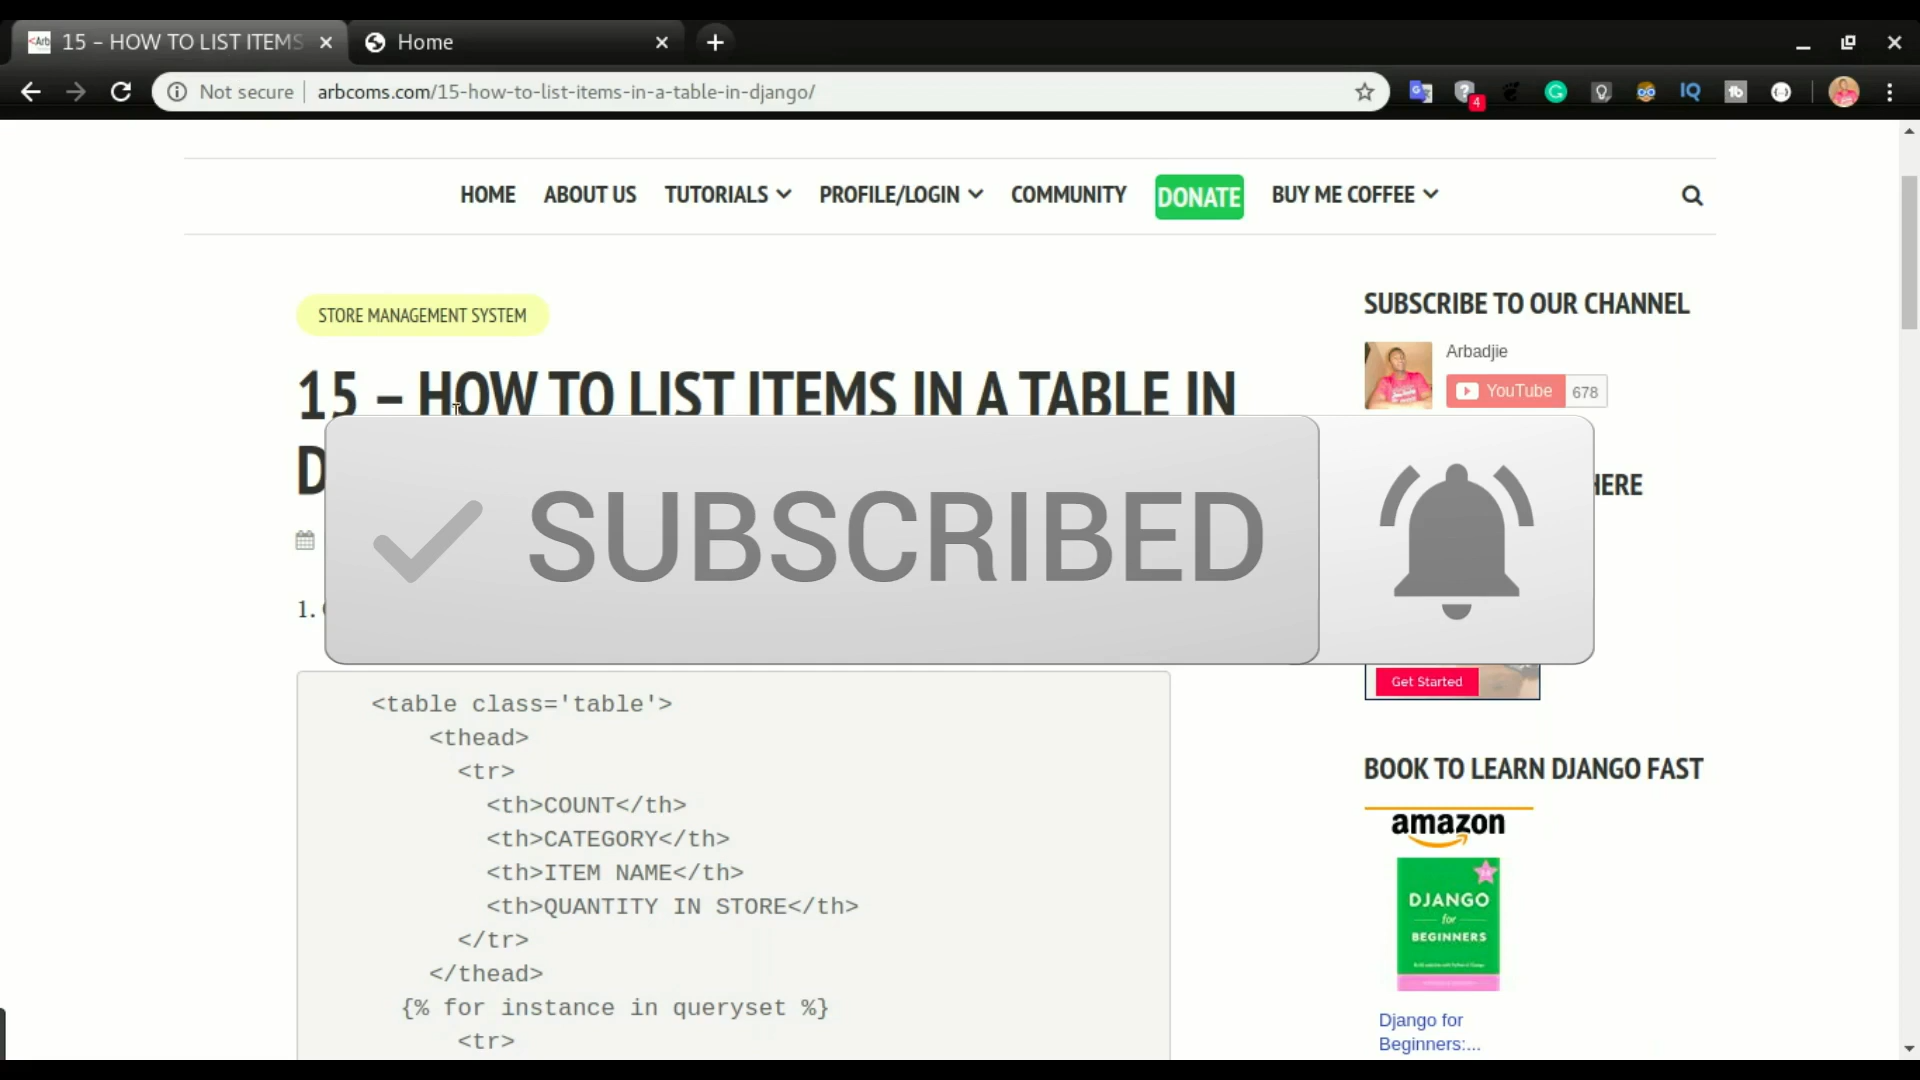 15 – HOW TO LIST ITEMS
Home
Not secure
arbcoms.com/15-how-to-list-items-in-a-table-in-django/
4
IQ
HOME
ABOUT US
TUTORIALS
PROFILE/LOGIN
COMMUNITY
DONATE
BUY ME COFFEE
STORE MANAGEMENT SYSTEM
15 – HOW TO LIST ITEMS IN A TABLE IN
D
SUBSCRIBED
1.
<table class='table'>
<thead>
<tr>
<th>COUNT</th>
<th>CATEGORY</th>
<th>ITEM NAME</th>
<th>QUANTITY IN STORE</th>
</tr>
</thead>
{% for instance in queryset %}
<tr>
SUBSCRIBE TO OUR CHANNEL
Arbadjie
YouTube 678
HERE
Get Started
BOOK TO LEARN DJANGO FAST
amazon
DJANGO
for
BEGINNERS
Django for
Beginners:...